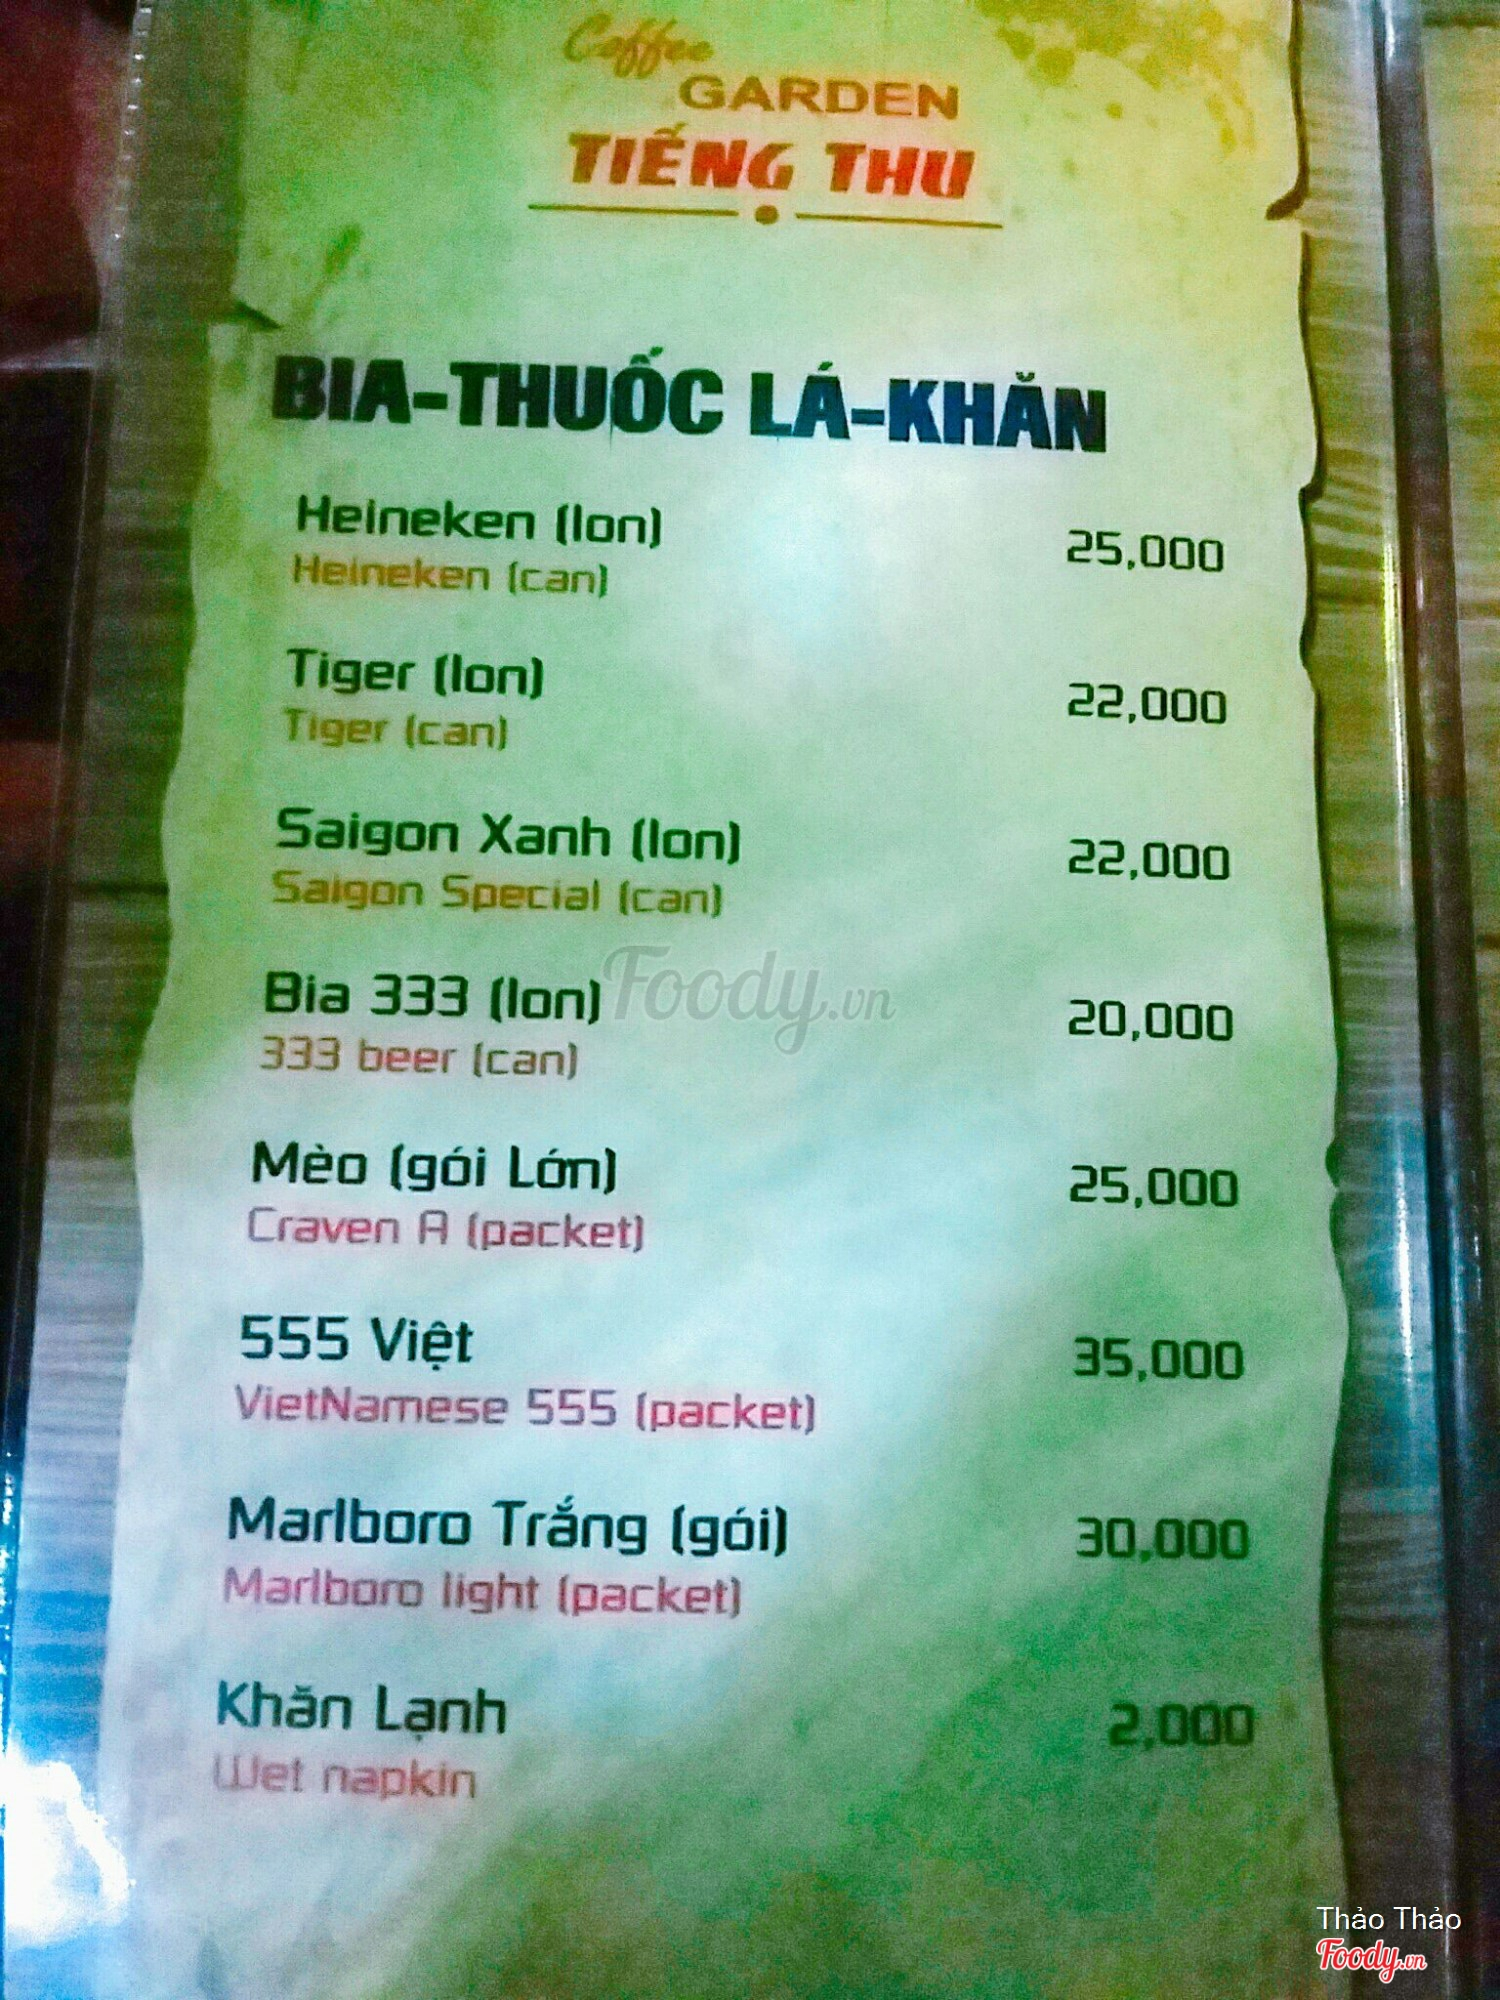 Coffee
GARDEN
TIẾNG THU
BIA-THUỐC LÁ-KHĂN
Heineken (lon)
25,000
Heineken (can)
Tiger (lon)
22,000
Tiger (can)
Saigon Xanh (lon)
22,000
Saigon Special (can)
Bia 333 (lon)
20,000
333 beer (can)
Mèo (gói Lớn)
25,000
Craven A (packet)
555 Việt
35,000
VietNamese 555 (packet)
Marlboro Trắng (gói)
30,000
Marlboro light (packet)
Khăn Lạnh
2,000
Wet napkin
Foody.vn
Thảo Thảo
Foody.vn